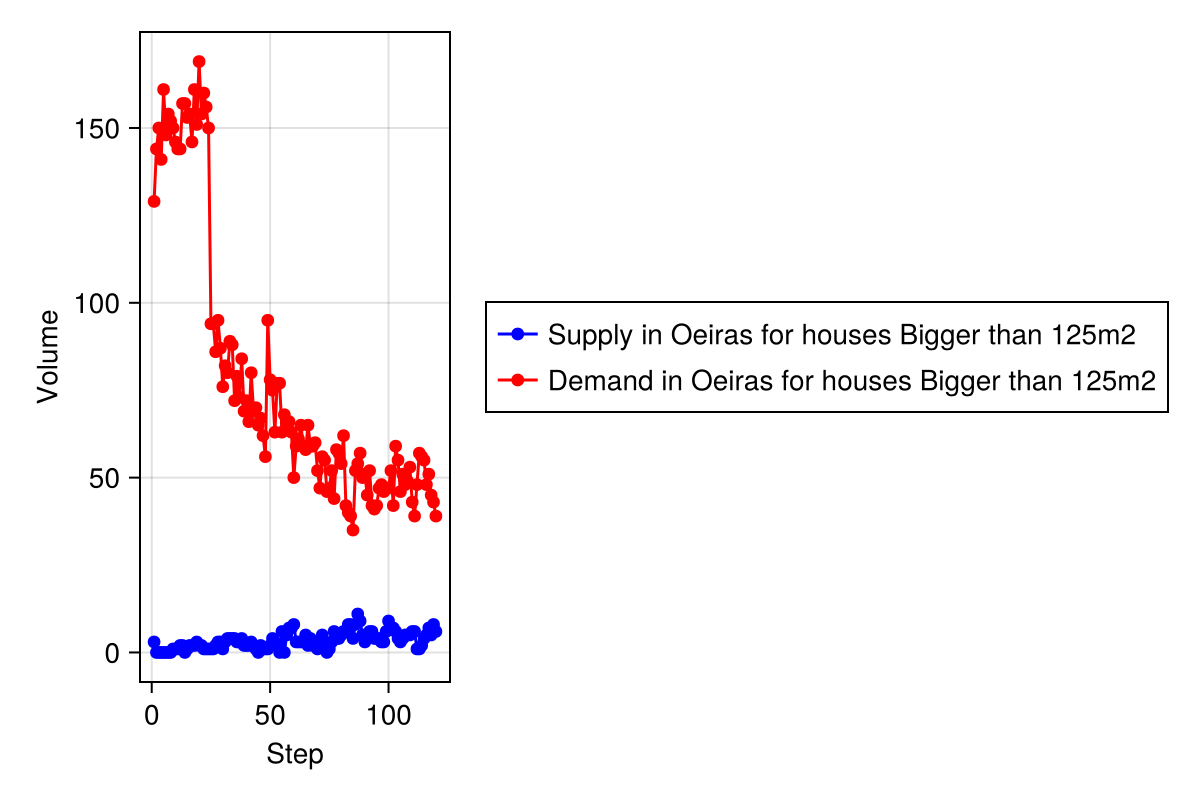 150
100
50
0
Volume
0 50 100
Step
Supply in Oeiras for houses Bigger than 125m2
Demand in Oeiras for houses Bigger than 125m2